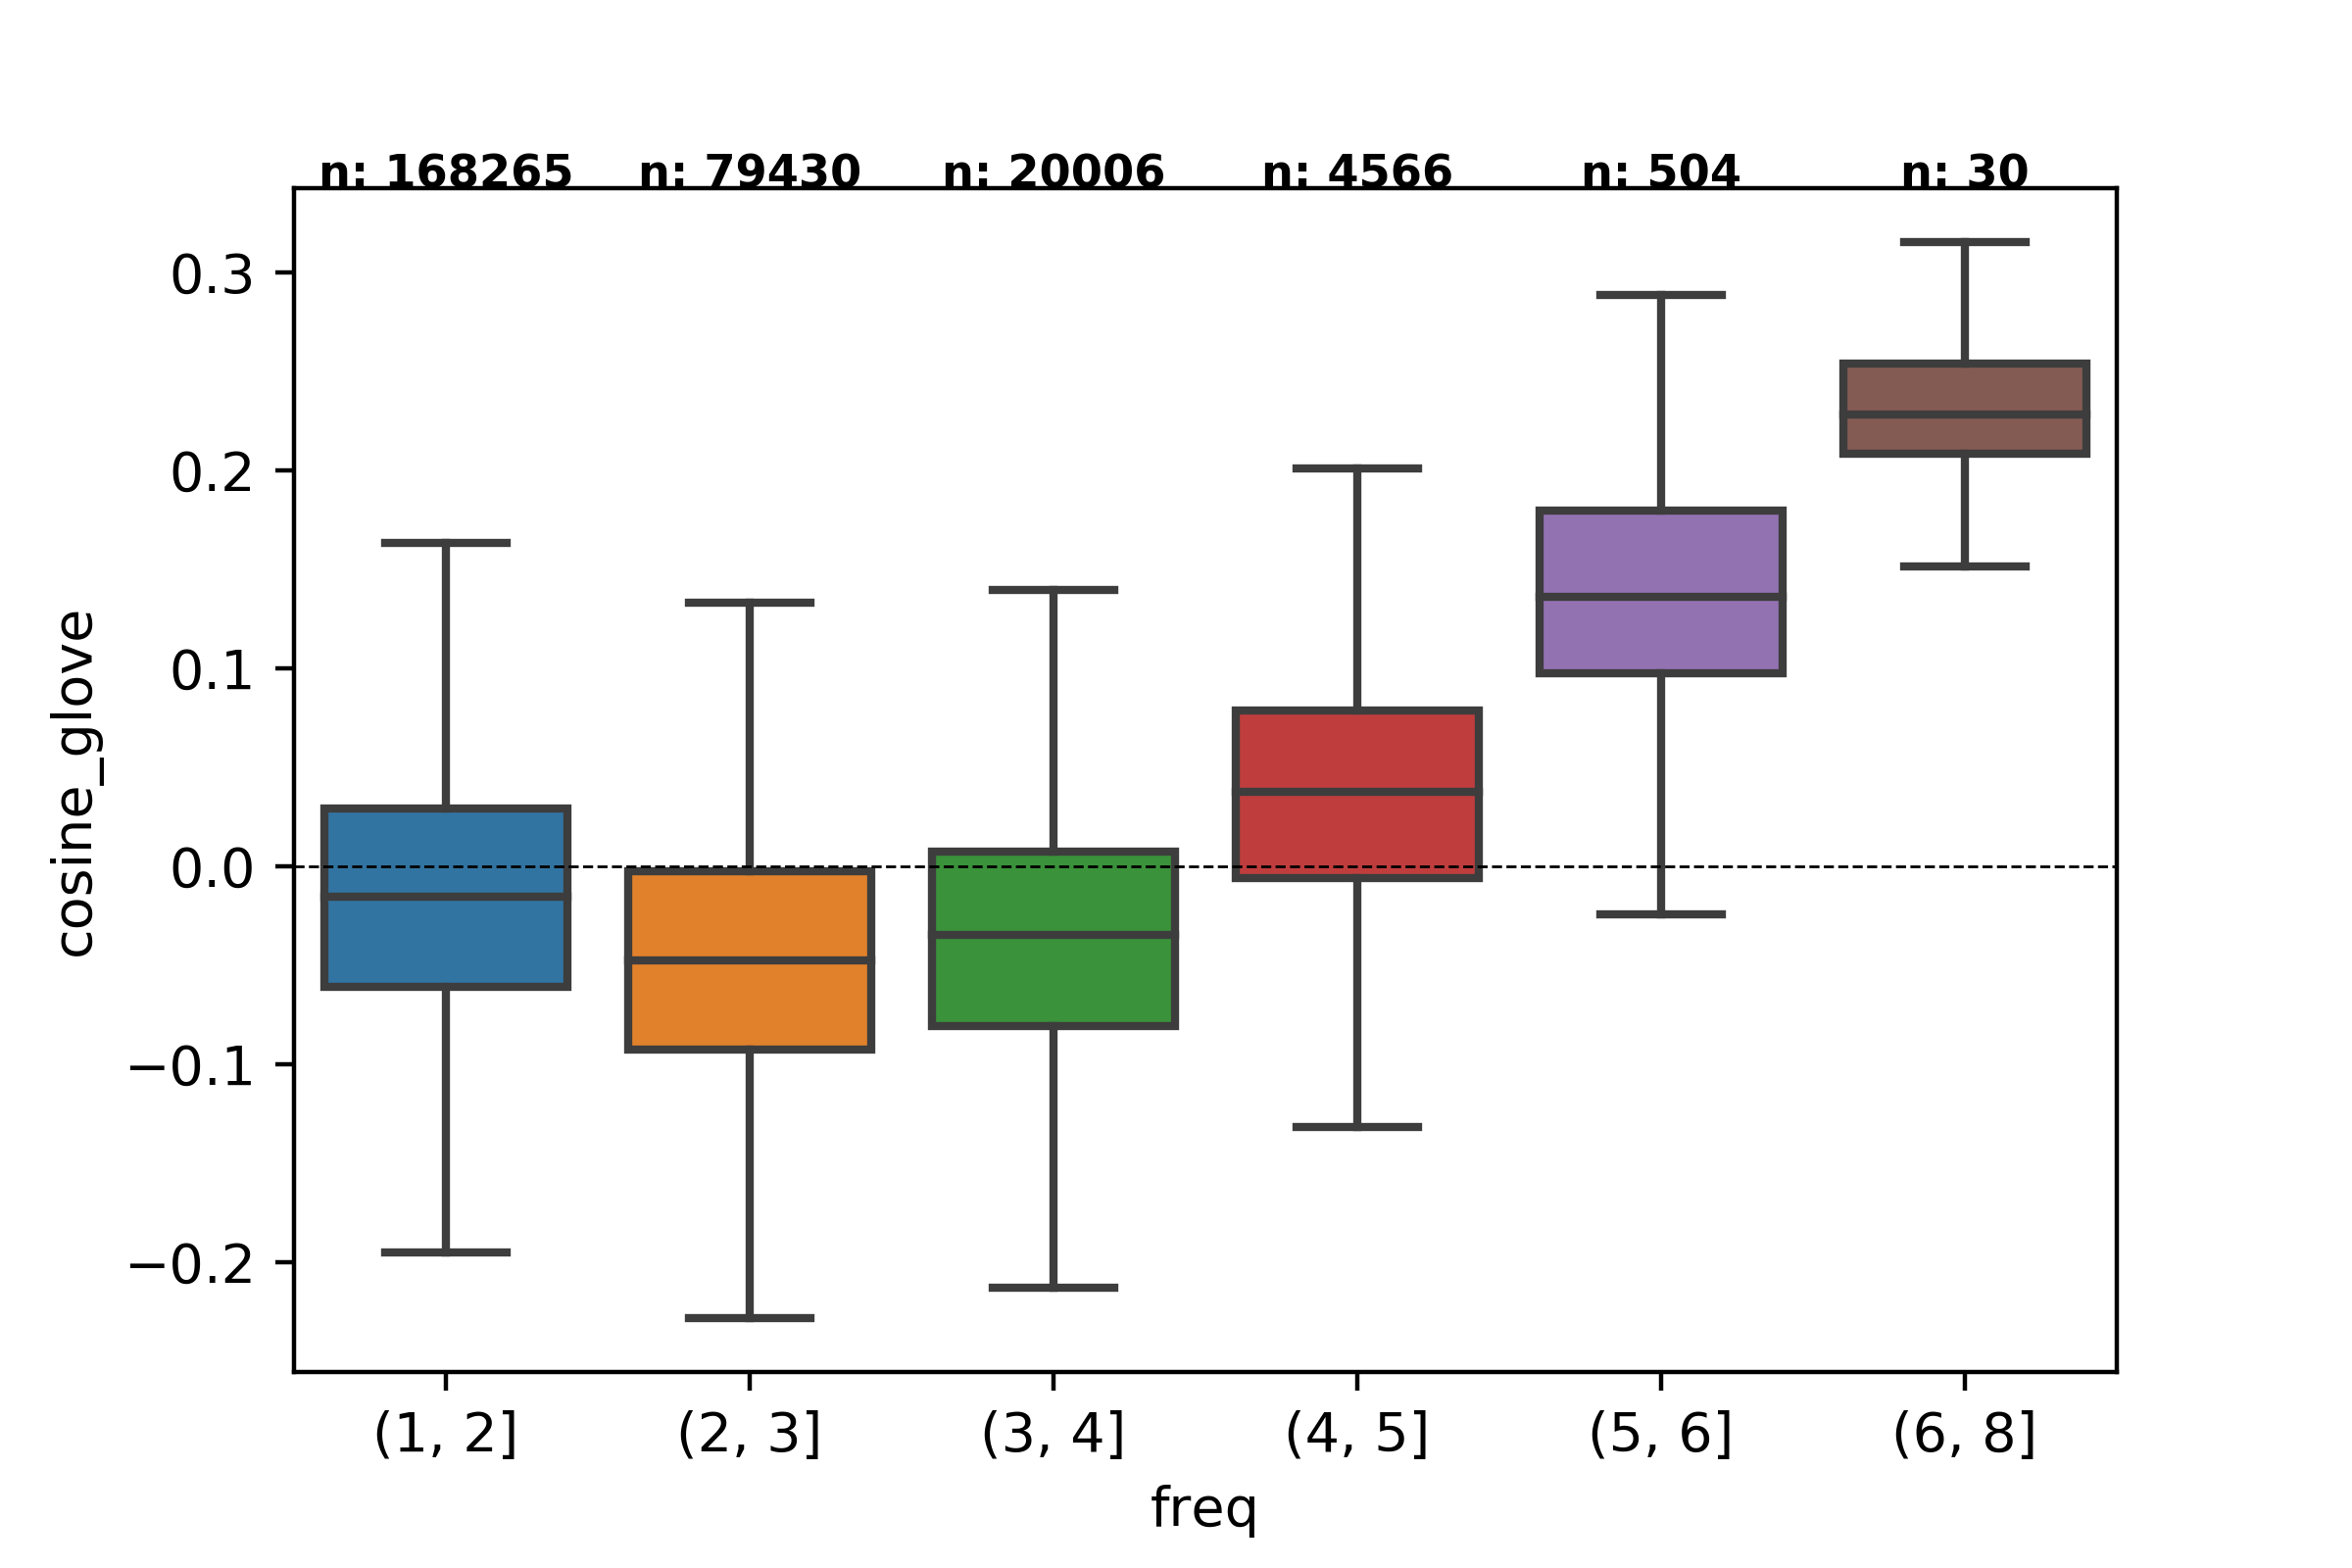 n: 168265 n: 79430 n: 20006 n: 4566 n: 504 n: 30
0.3
0.2
0.1
0.0
−0.1
−0.2
cosine_glove
(1, 2] (2, 3] (3, 4] (4, 5] (5, 6] (6, 8]
freq